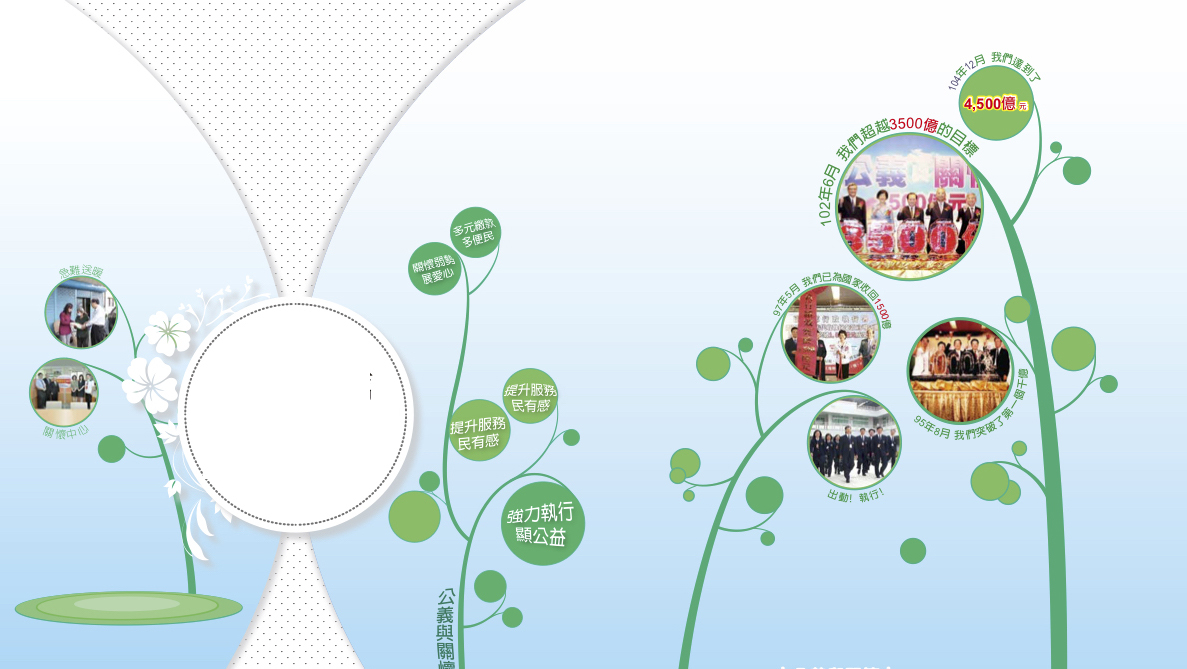 104年12月 我們達到了
4,500億元
102年6月 我們超越3500億的目標
公義
關
3500
97年5月 我們已為國家收回1500億
95年8月 我們突破了第一個千億
出動! 執行!
多元繳款
多便民
關懷弱勢
展愛心
提升服務
民有感
提升服務
民有感
強力執行
顯公益
公義與關懷
急難送暖
關懷中心